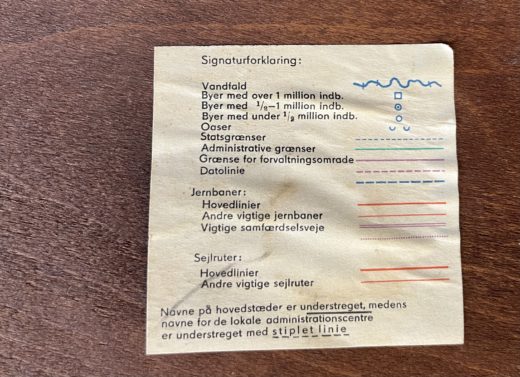 Signaturforklaring:
Vandfald
Byer med over 1 million indb.
Byer med 1/2–1 million indb.
Byer med under 1/2 million indb.
Oaser
Statsgrænser
Administrative grænser
Grænse for forvaltningsområde
Datolinie
Jernbaner:
Hovedlinier
Andre vigtige jernbaner
Vigtige samfærdselsveje
Sejlruter:
Hovedlinier
Andre vigtige sejlruter
Navne på hovedstæder er understreget, medens
navne for de lokale administrationscentre
er understreget med stiplet linie